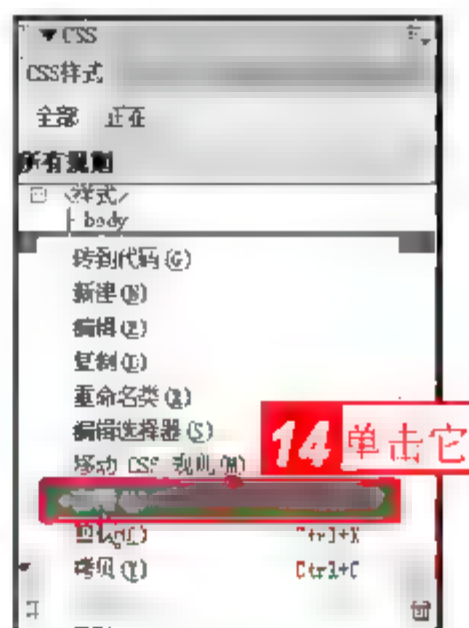 CSS
CSS样式
全部 正在
所有规则
<样式>
body
转到代码(G)
新建(N)
编辑(E)
复制(D)
重命名类(R)
编辑选择器(S)
移动 CSS 规则(M)
14 单击它
Ctrl+X
拷贝(Y) Ctrl+C